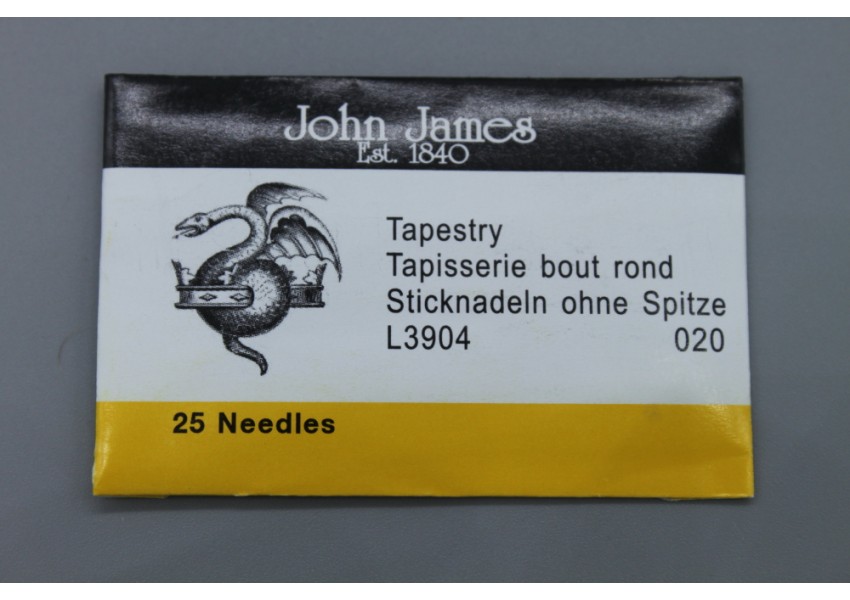 John James
Est. 1840
Tapestry
Tapisserie bout rond
Sticknadeln ohne Spitze
L3904 020
25 Needles